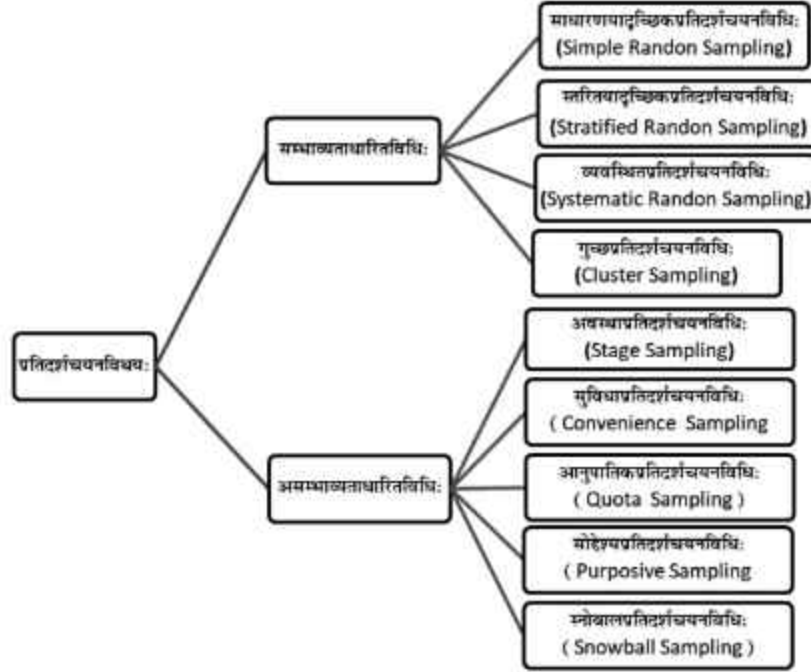 प्रतिदर्शचयनविधयः
सम्भाव्यताधारितविधिः
साधारणयादृच्छिकप्रतिदर्शचयनविधिः
(Simple Randon Sampling)
स्तरितयादृच्छिकप्रतिदर्शचयनविधिः
(Stratified Randon Sampling)
व्यवस्थितप्रतिदर्शचयनविधिः
(Systematic Randon Sampling)
गुच्छप्रतिदर्शचयनविधिः
(Cluster Sampling)
असम्भाव्यताधारितविधिः
अवस्थाप्रतिदर्शचयनविधिः
(Stage Sampling)
सुविधाप्रतिदर्शचयनविधिः
( Convenience Sampling
आनुपातिकप्रतिदर्शचयनविधिः
( Quota Sampling )
सोद्देश्यप्रतिदर्शचयनविधिः
( Purposive Sampling
स्नोबालप्रतिदर्शचयनविधिः
( Snowball Sampling )